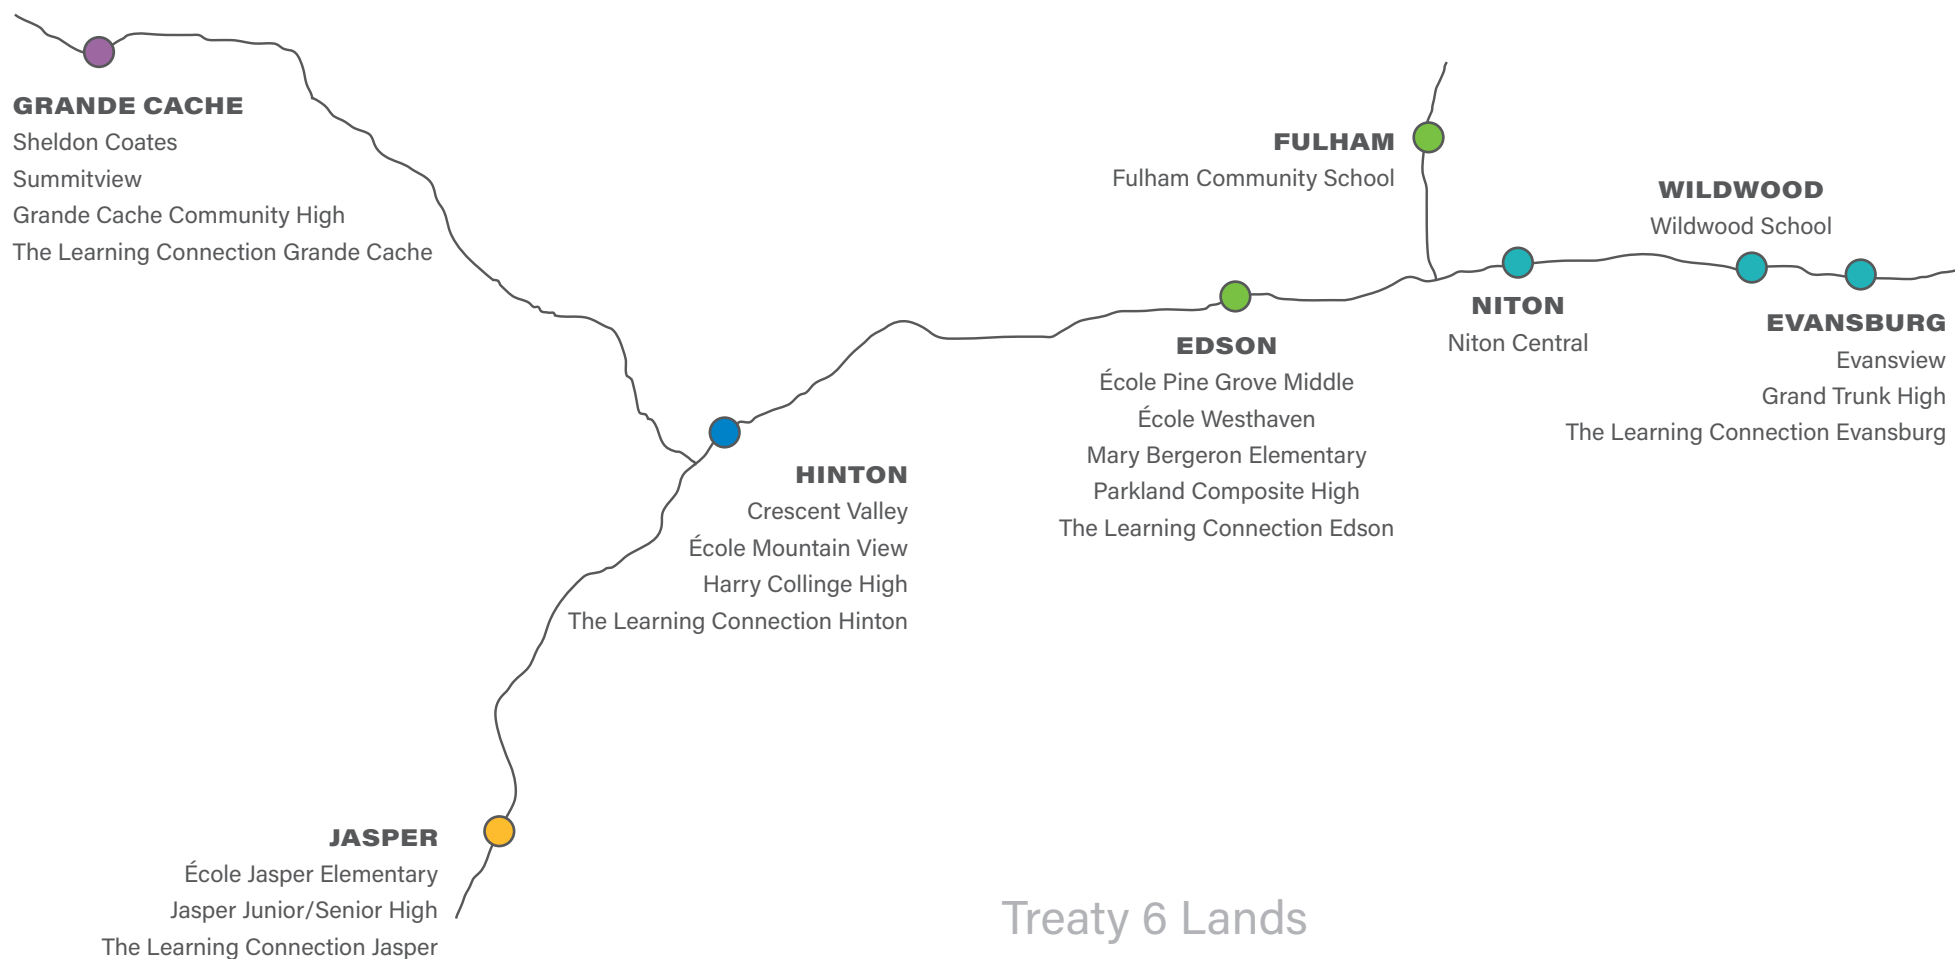 GRANDE CACHE
Sheldon Coates
Summitview
Grande Cache Community High
The Learning Connection Grande Cache
FULHAM
Fulham Community School
WILDWOOD
Wildwood School
NITON
Niton Central
EVANSBURG
Evansview
Grand Trunk High
The Learning Connection Evansburg
EDSON
École Pine Grove Middle
École Westhaven
Mary Bergeron Elementary
Parkland Composite High
The Learning Connection Edson
HINTON
Crescent Valley
École Mountain View
Harry Collinge High
The Learning Connection Hinton
JASPER
École Jasper Elementary
Jasper Junior/Senior High
The Learning Connection Jasper
Treaty 6 Lands